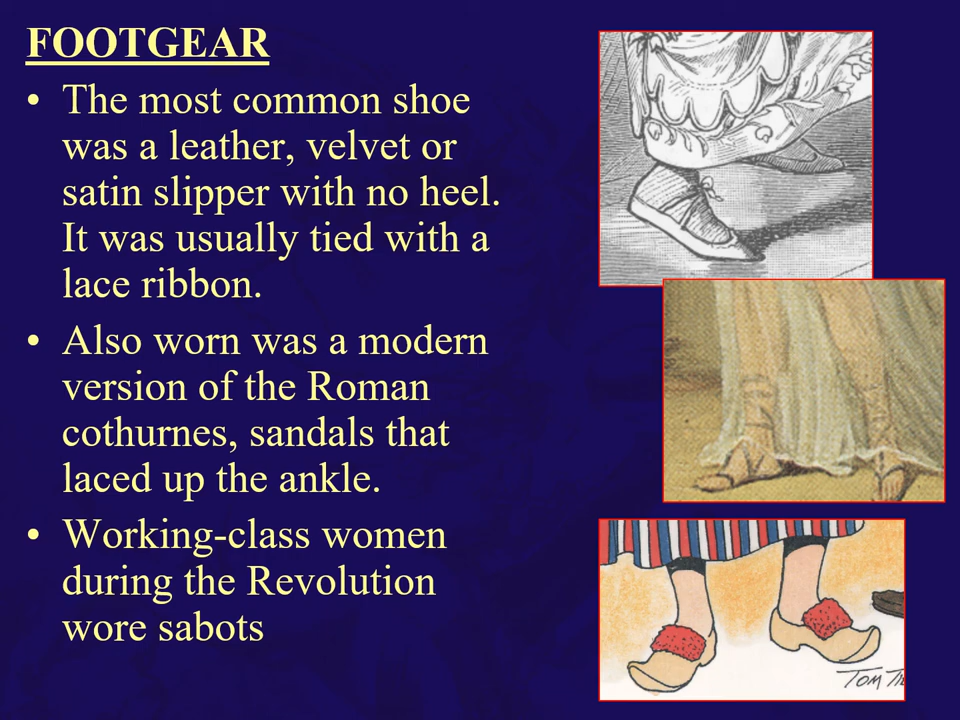 FOOTGEAR
• The most common shoe
was a leather, velvet or
satin slipper with no heel.
It was usually tied with a
lace ribbon.
• Also worn was a modern
version of the Roman
cothurnes, sandals that
laced up the ankle.
• Working-class women
during the Revolution
wore sabots
TOM